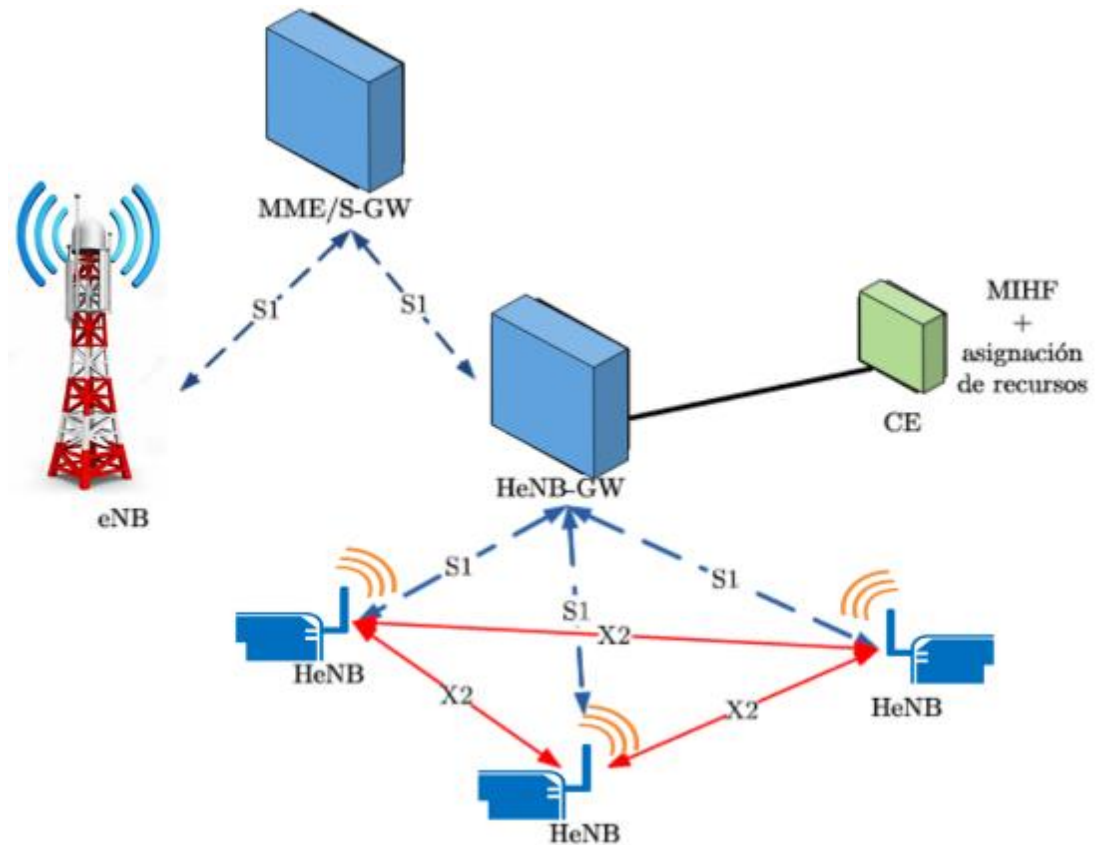 MME/S-GW
S1
S1
MIHF
+
asignación
de recursos
CE
HeNB-GW
eNB
S1
S1
S1
X2
HeNB
X2
X2
HeNB
HeNB